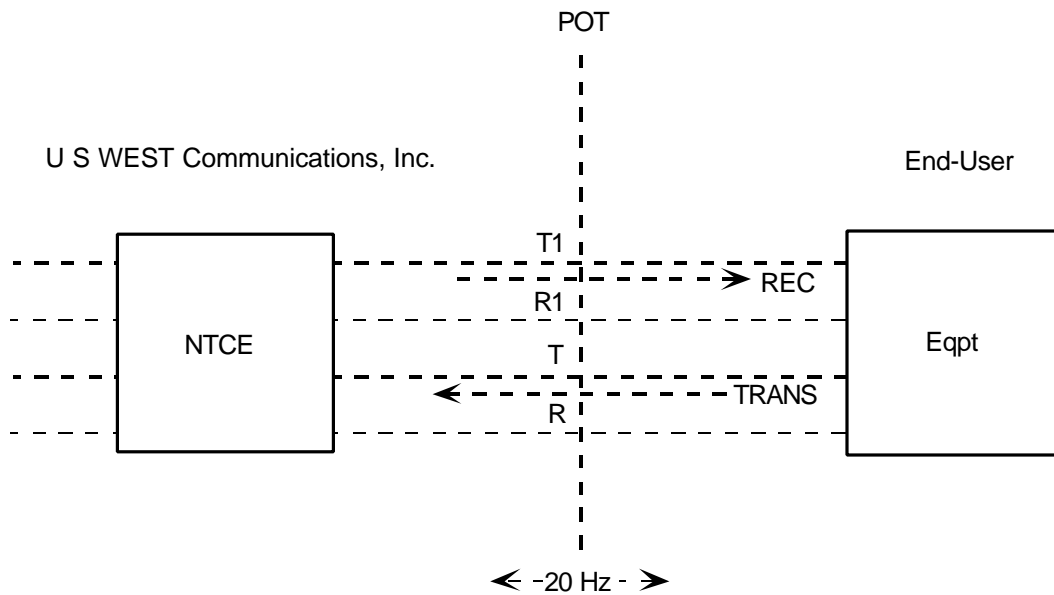 POT
U S WEST Communications, Inc.
End-User
T1
REC
R1
NTCE
T
Eqpt
TRANS
R
20 Hz